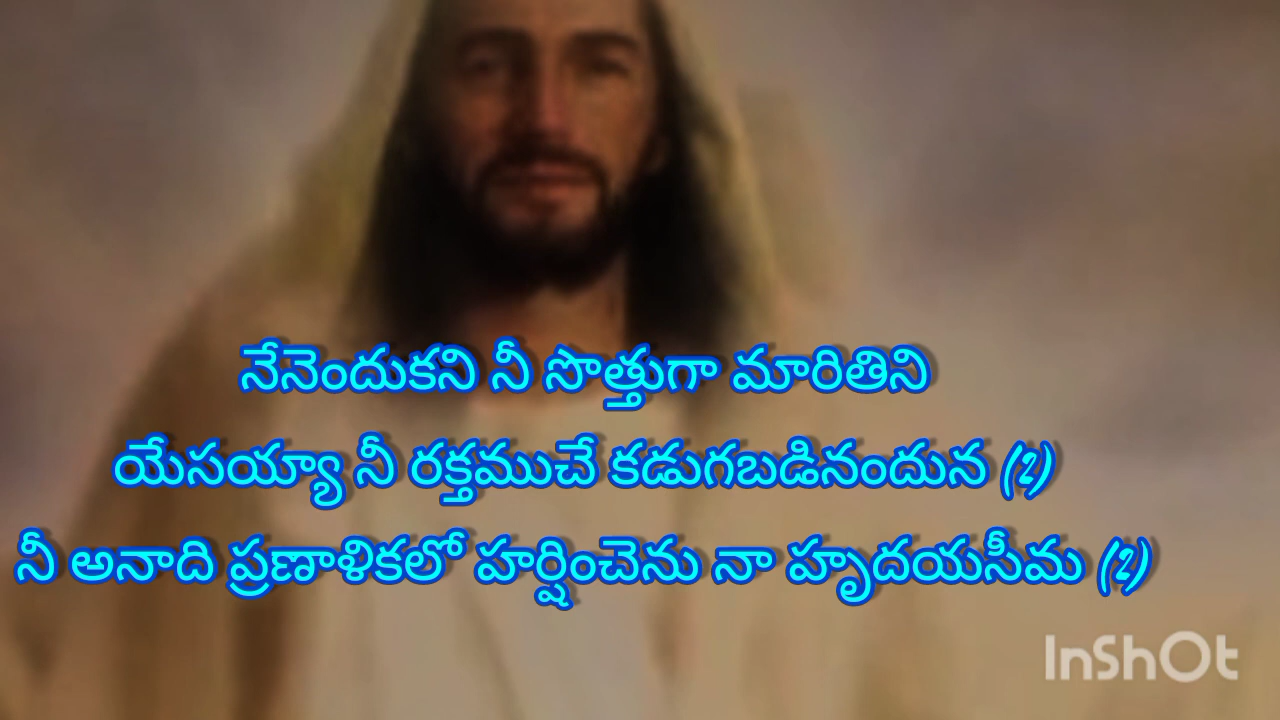 నేనెందుకని నీ సొత్తుగా మారితిని
యేసయ్యా నీ రక్తముచే కడుగబడినందున (2)
నీ అనాది ప్రణాళికలో హర్షించెను నా హృదయసీమ (2)
InShOt